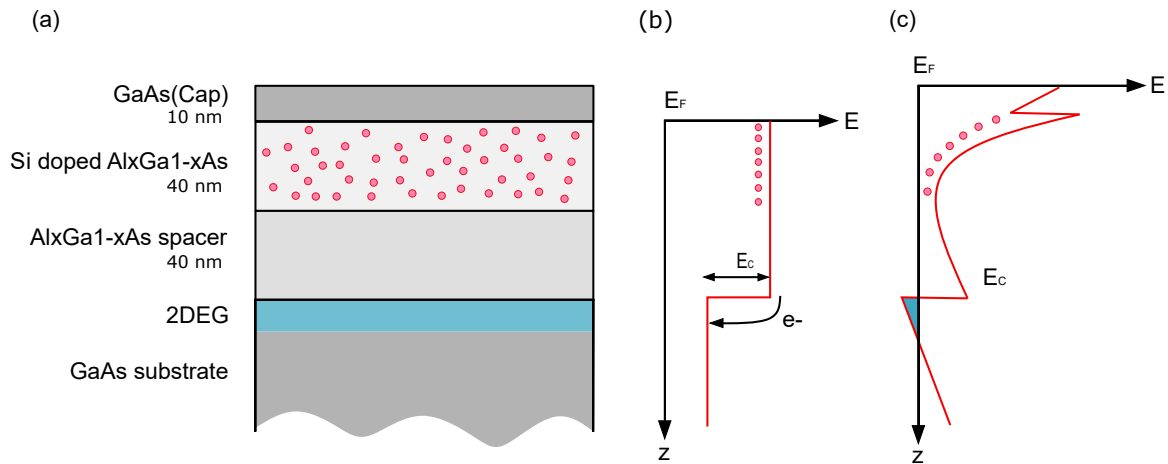 (a)
GaAs(Cap)
10 nm
Si doped AlxGa1-xAs
40 nm
AlxGa1-xAs spacer
40 nm
2DEG
GaAs substrate
(b)
EF
E
EC
e-
z
(c)
EF
E
EC
z